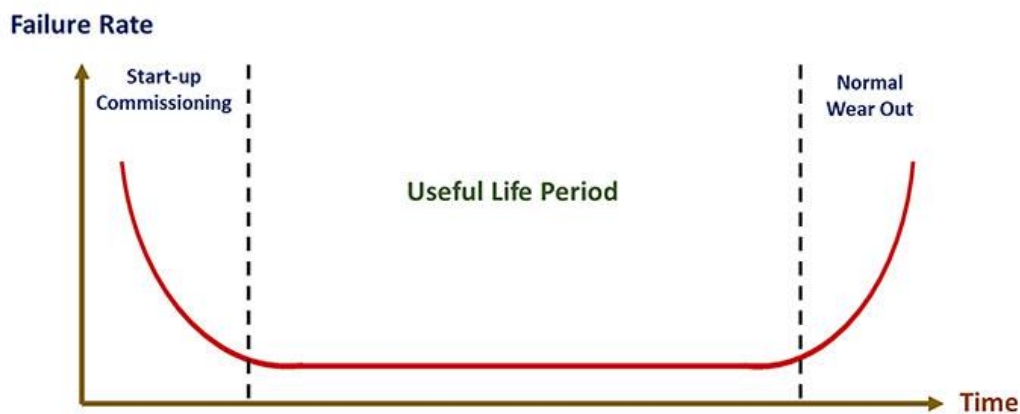 Failure Rate
Start-up
Commissioning
Normal
Wear Out
Useful Life Period
Time